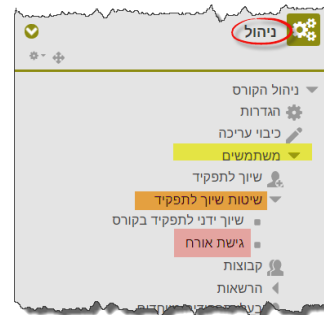 ניהול
ניהול הקורס
הגדרות
כיבוי עריכה
משתמשים
שיוך לתפקיד
שיטות שיוך לתפקיד
שיוך ידני לתפקיד בקורס
גישת אורח
קבוצות
הרשאות